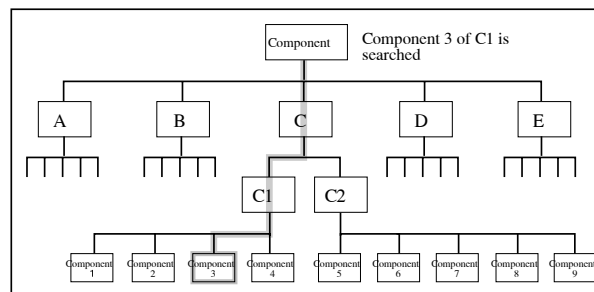 Component
Component 3 of C1 is
searched
A
B
C
D
E
C1
C2
Component
1
Component
2
Component
3
Component
4
Component
5
Component
6
Component
7
Component
8
Component
9